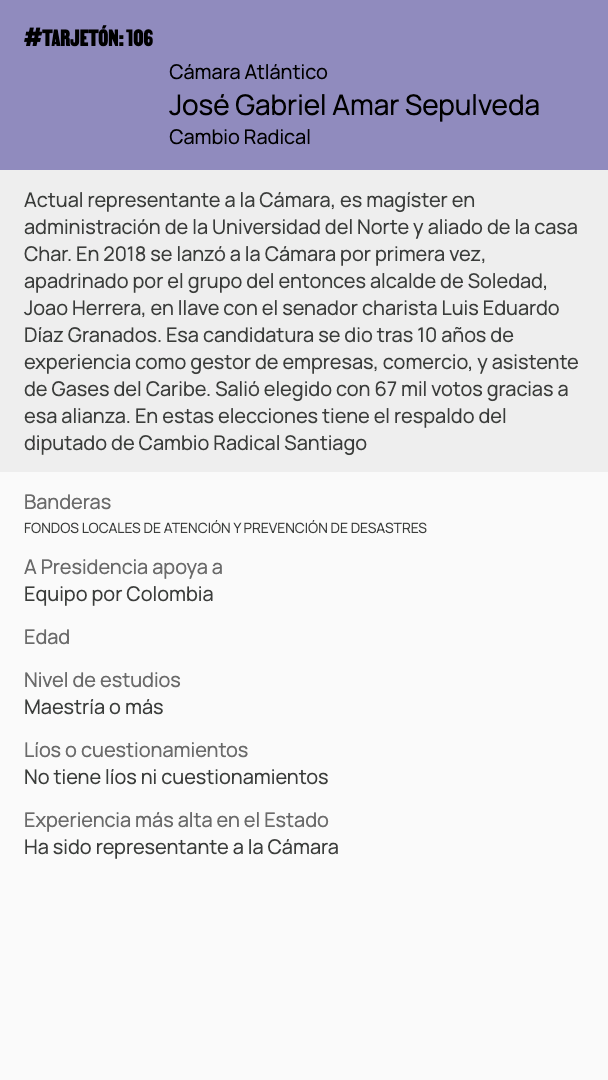 #TARJETÓN: 106
Cámara Atlántico
José Gabriel Amar Sepulveda
Cambio Radical
Actual representante a la Cámara, es magíster en
administración de la Universidad del Norte y aliado de la casa
Char. En 2018 se lanzó a la Cámara por primera vez,
apadrinado por el grupo del entonces alcalde de Soledad,
Joao Herrera, en llave con el senador charista Luis Eduardo
Díaz Granados. Esa candidatura se dio tras 10 años de
experiencia como gestor de empresas, comercio, y asistente
de Gases del Caribe. Salió elegido con 67 mil votos gracias a
esa alianza. En estas elecciones tiene el respaldo del
diputado de Cambio Radical Santiago
Banderas
FONDOS LOCALES DE ATENCIÓN Y PREVENCIÓN DE DESASTRES
A Presidencia apoya a
Equipo por Colombia
Edad
Nivel de estudios
Maestría o más
Líos o cuestionamientos
No tiene líos ni cuestionamientos
Experiencia más alta en el Estado
Ha sido representante a la Cámara